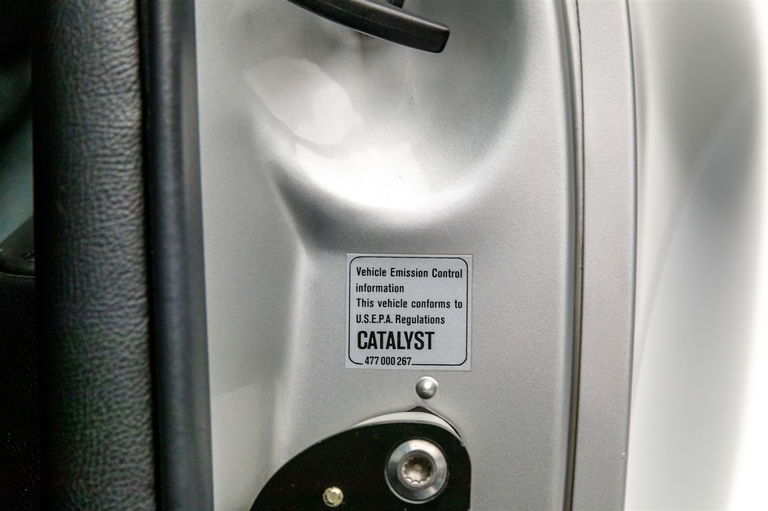 Vehicle Emission Control
information
This vehicle conforms to
U.S.E.P.A. Regulations
CATALYST
477 000 267